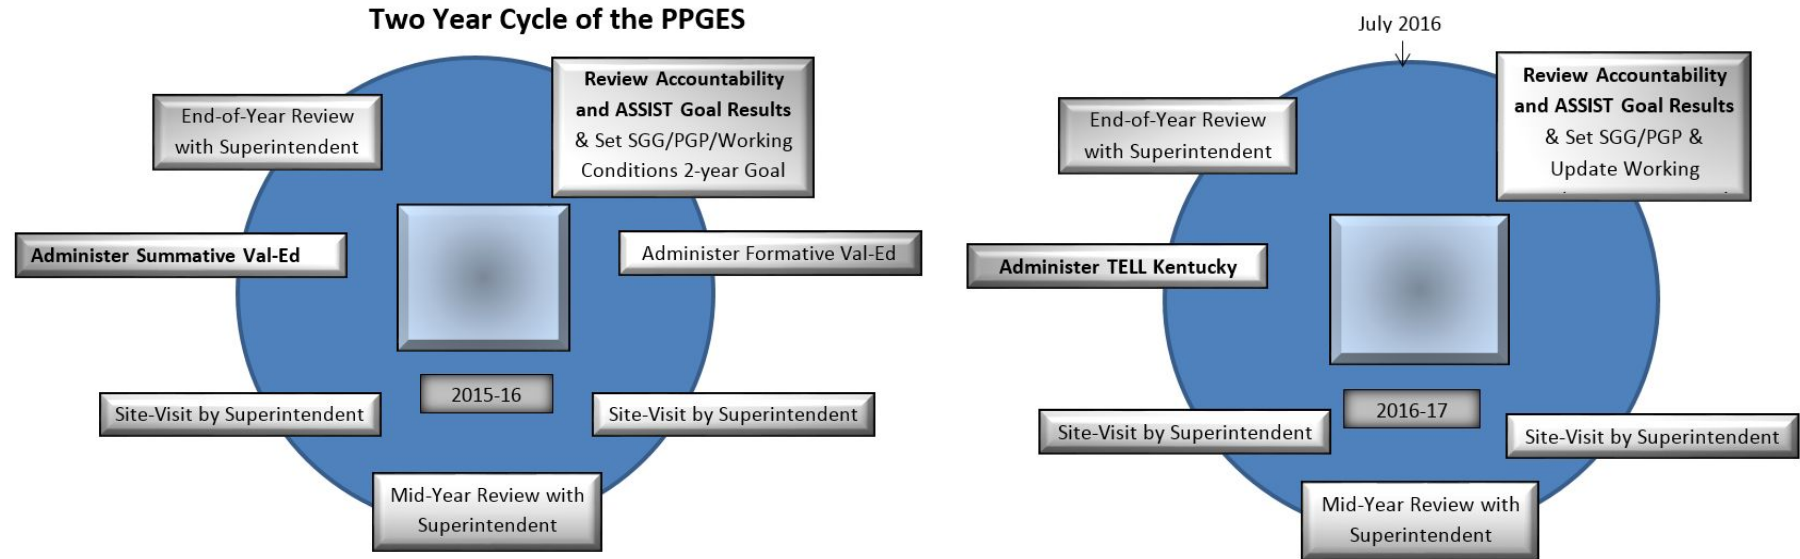 Two Year Cycle of the PPGES
Review Accountability
and ASSIST Goal Results
& Set SGG/PGP/Working
Conditions 2-year Goal
End-of-Year Review
with Superintendent
Administer Summative Val-Ed
Administer Formative Val-Ed
2015-16
Site-Visit by Superintendent
Site-Visit by Superintendent
Mid-Year Review with
Superintendent
July 2016
Review Accountability
and ASSIST Goal Results
& Set SGG/PGP &
Update Working
End-of-Year Review
with Superintendent
Administer TELL Kentucky
2016-17
Site-Visit by Superintendent
Site-Visit by Superintendent
Mid-Year Review with
Superintendent